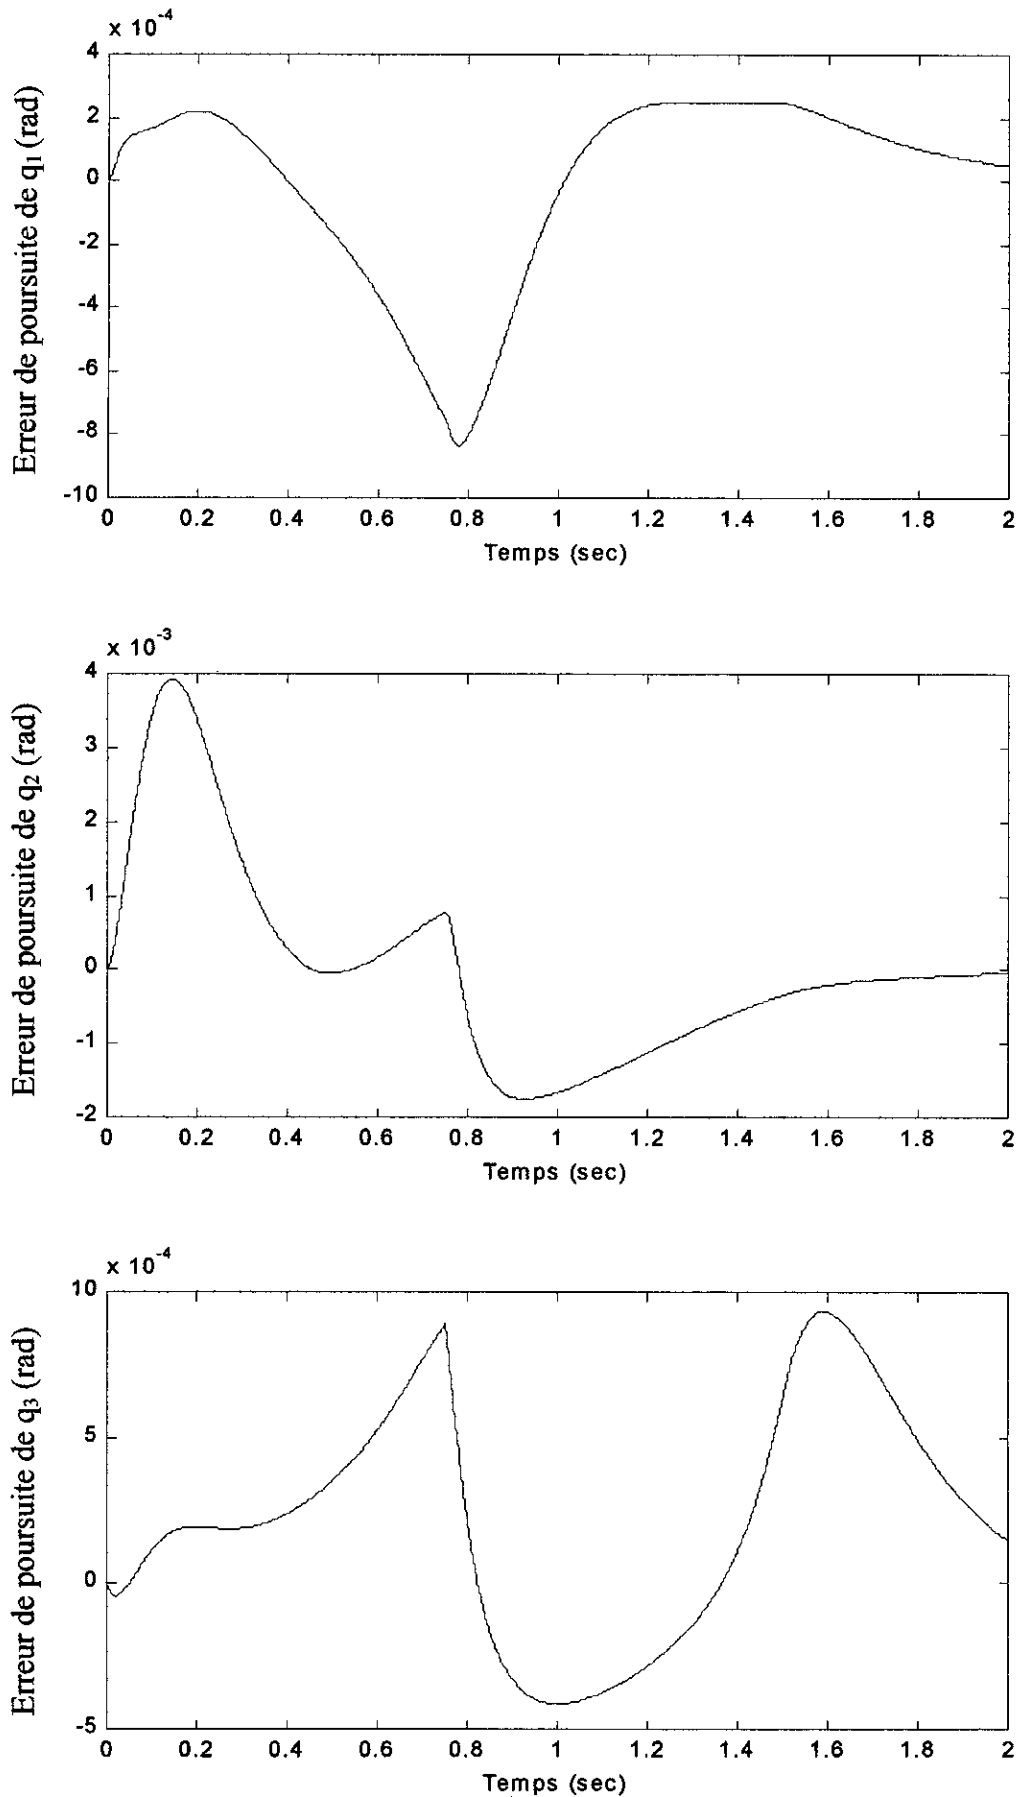 x 10-4
4
2
0
-2
-4
-6
-8
-10
0 0.2 0.4 0.6 0.8 1 1.2 1.4 1.6 1.8 2
Temps (sec)
Erreur de poursuite de q1 (rad)
x 10-3
4
3
2
1
0
-1
-2
0 0.2 0.4 0.6 0.8 1 1.2 1.4 1.6 1.8 2
Temps (sec)
Erreur de poursuite de q2 (rad)
x 10-4
10
5
0
-5
0 0.2 0.4 0.6 0.8 1 1.2 1.4 1.6 1.8 2
Temps (sec)
Erreur de poursuite de q3 (rad)